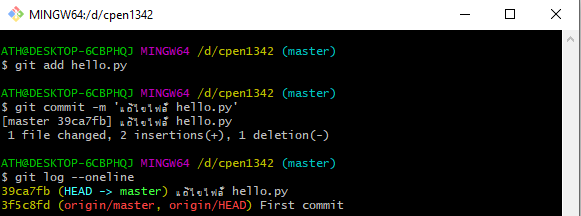 MINGW64:/d/cpen1342
ATH@DESKTOP-6CBPHQJ MINGW64 /d/cpen1342 (master)
$ git add hello.py
ATH@DESKTOP-6CBPHQJ MINGW64 /d/cpen1342 (master)
$ git commit -m 'แก้ไขไฟล์ hello.py'
[master 39ca7fb] แก้ไขไฟล์ hello.py
1 file changed, 2 insertions(+), 1 deletion(-)
ATH@DESKTOP-6CBPHQJ MINGW64 /d/cpen1342 (master)
$ git log --oneline
39ca7fb (HEAD -> master) แก้ไขไฟล์ hello.py
3f5c8fd (origin/master, origin/HEAD) First commit